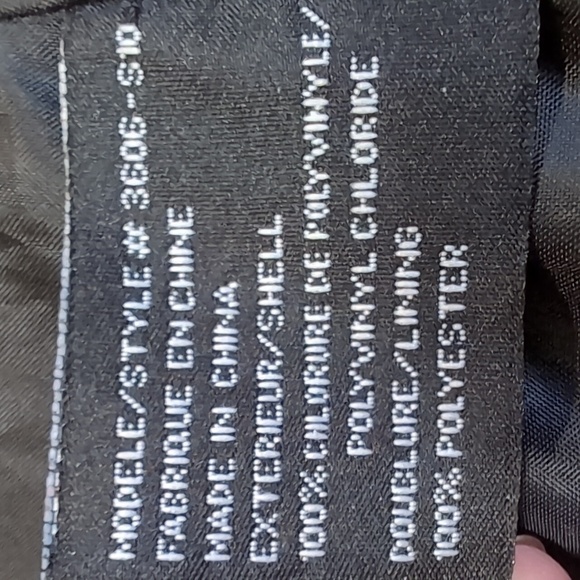 MODELE/STYLE# 3606-S10
FABRIQUE EN CHINE
MADE IN CHINA
EXTERIEUR/SHELL
100% CHLORURE DE POLYVINYLE/
POLYVINYL CHLORIDE
DOUBLURE/LINING
100% POLYESTER